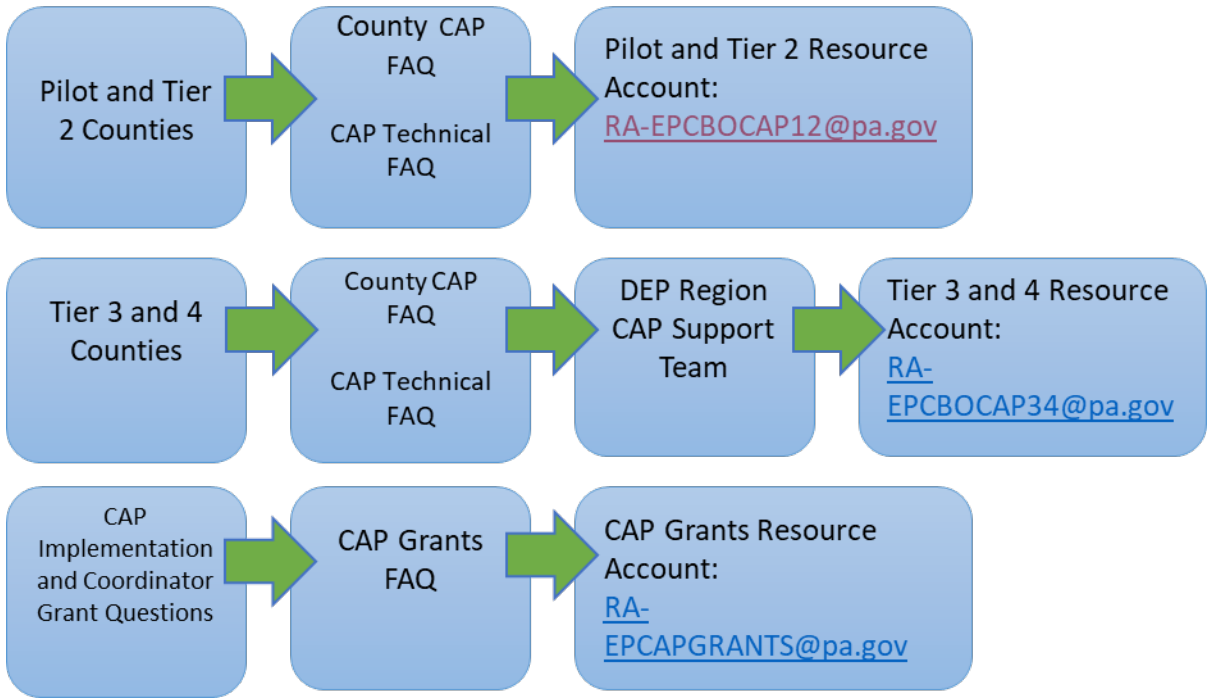 Pilot and Tier
2 Counties
County CAP
FAQ
CAP Technical
FAQ
Pilot and Tier 2 Resource
Account:
RA-EPCBOCAP12@pa.gov
Tier 3 and 4
Counties
County CAP
FAQ
CAP Technical
FAQ
DEP Region
CAP Support
Team
Tier 3 and 4 Resource
Account:
RA-
EPCBOCAP34@pa.gov
CAP
Implementation
and Coordinator
Grant Questions
CAP Grants
FAQ
CAP Grants Resource
Account:
RA-
EPCAPGRANTS@pa.gov